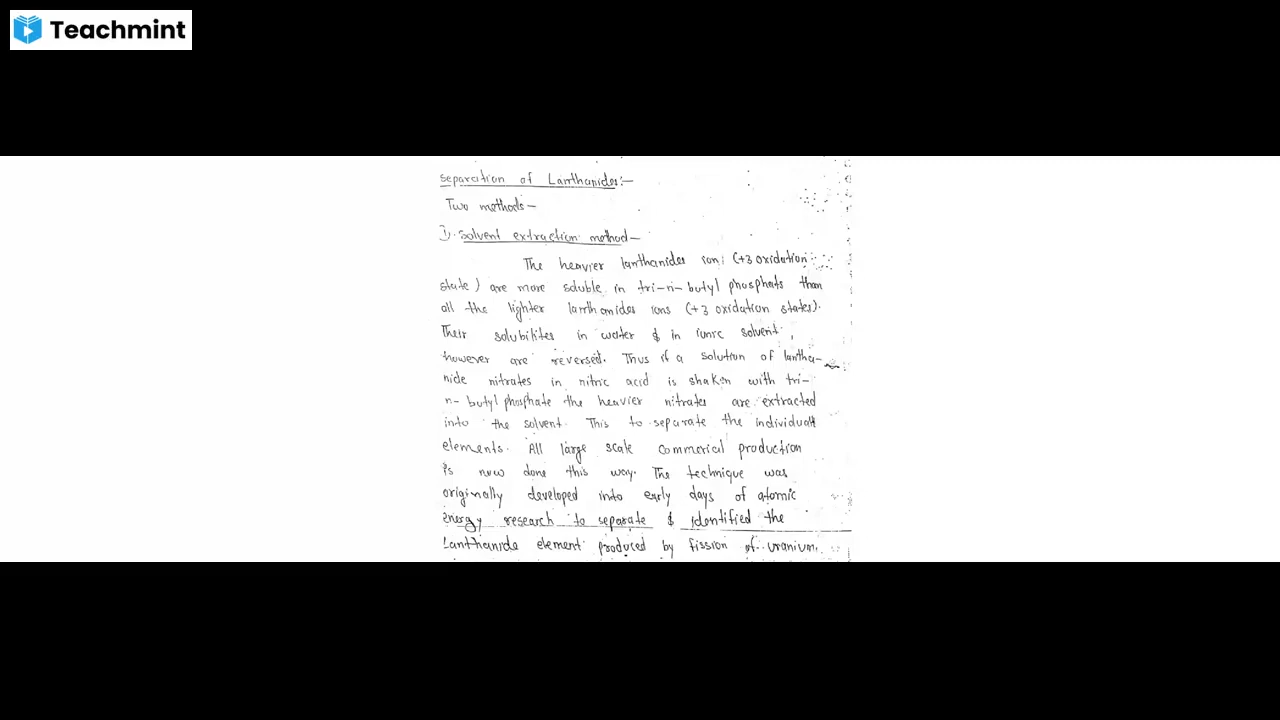 Teachmint
separation of Lanthanides:-
Two methods-
1). Solvent extraction method-
The heavier lanthanides ion; (+3 oxidation
state) are more soluble in tri-n-butyl phosphats than
all the lighter lanthanides ions (+3 oxidation states).
Their solubilites in water & in ionic solvent,
however are reversed. Thus if a solution of lantha-
nide nitrates in nitric acid is shaken with tri-
n-butyl phosphate the heavier nitrates are extracted
into the solvent. This to separate the individual
elements. All large scale commercial production
is now done this way. The technique was
originally developed into early days of atomic
energy research to separate & identified the
Lanthanide element produced by fission of uranium.